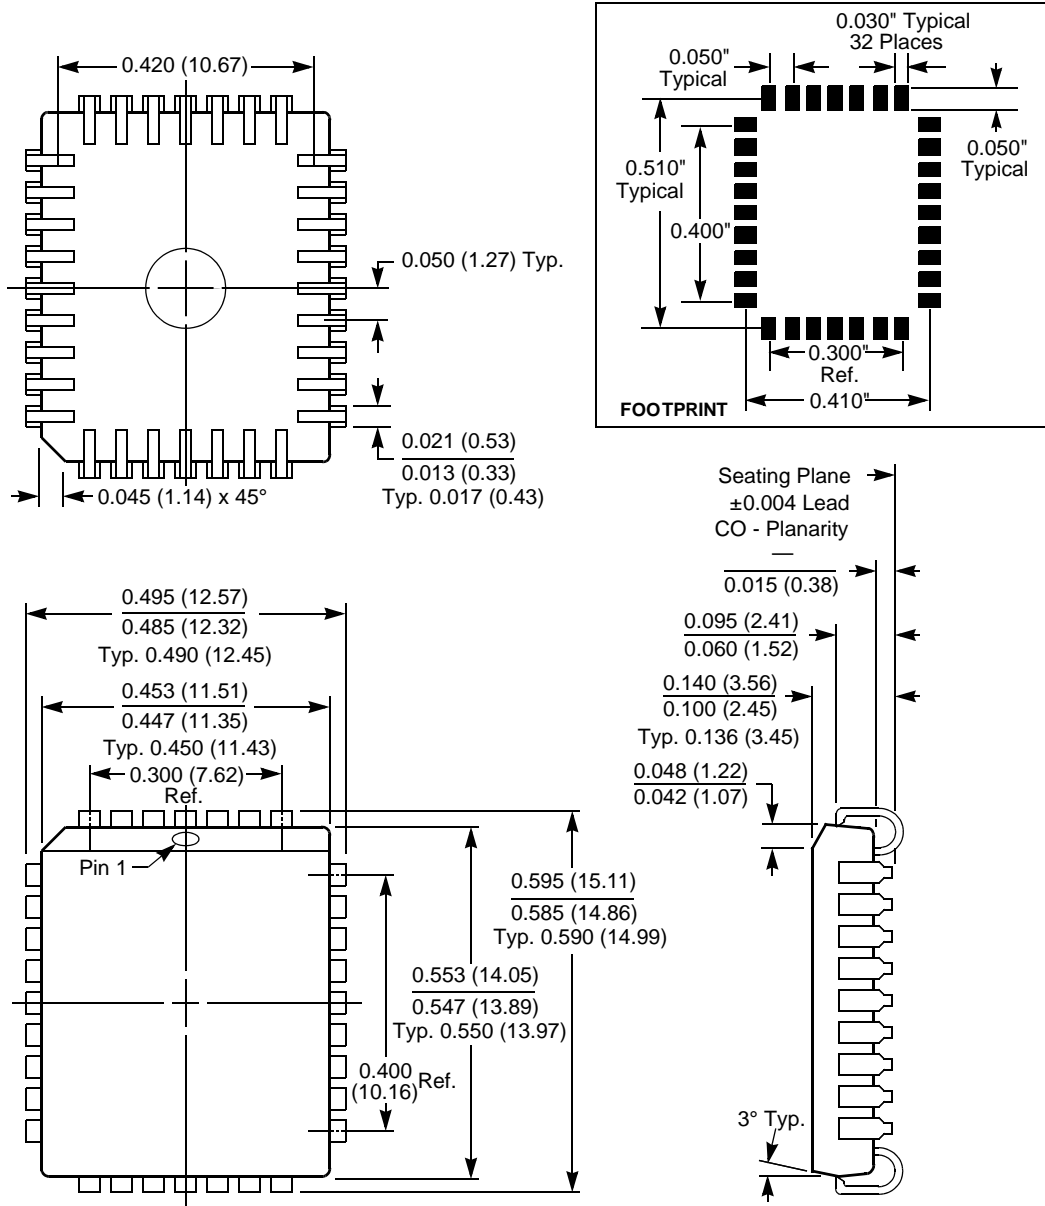 0.420 (10.67)
0.050 (1.27) Typ.
0.021 (0.53)
0.013 (0.33)
Typ. 0.017 (0.43)
0.045 (1.14) x 45°
0.030" Typical
32 Places
0.050"
Typical
0.050"
Typical
0.510"
Typical
0.400"
0.300"
Ref.
0.410"
FOOTPRINT
Seating Plane
±0.004 Lead
CO - Planarity
—
0.015 (0.38)
0.095 (2.41)
0.060 (1.52)
0.140 (3.56)
0.100 (2.45)
Typ. 0.136 (3.45)
0.048 (1.22)
0.042 (1.07)
3° Typ.
0.495 (12.57)
0.485 (12.32)
Typ. 0.490 (12.45)
0.453 (11.51)
0.447 (11.35)
Typ. 0.450 (11.43)
0.300 (7.62)
Ref.
Pin 1
0.595 (15.11)
0.585 (14.86)
Typ. 0.590 (14.99)
0.553 (14.05)
0.547 (13.89)
Typ. 0.550 (13.97)
0.400
(10.16)
Ref.